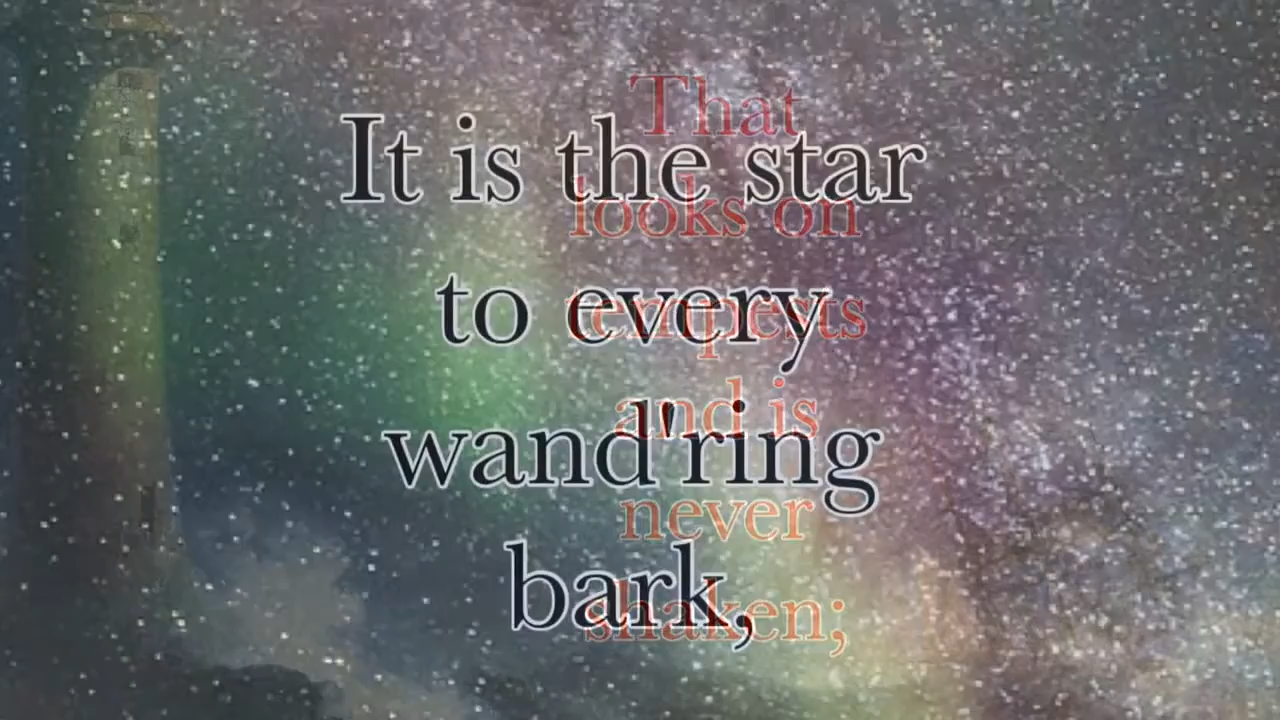 That
looks on
tempests
and is
never
shaken;
It is the star
to every
wand'ring
bark,